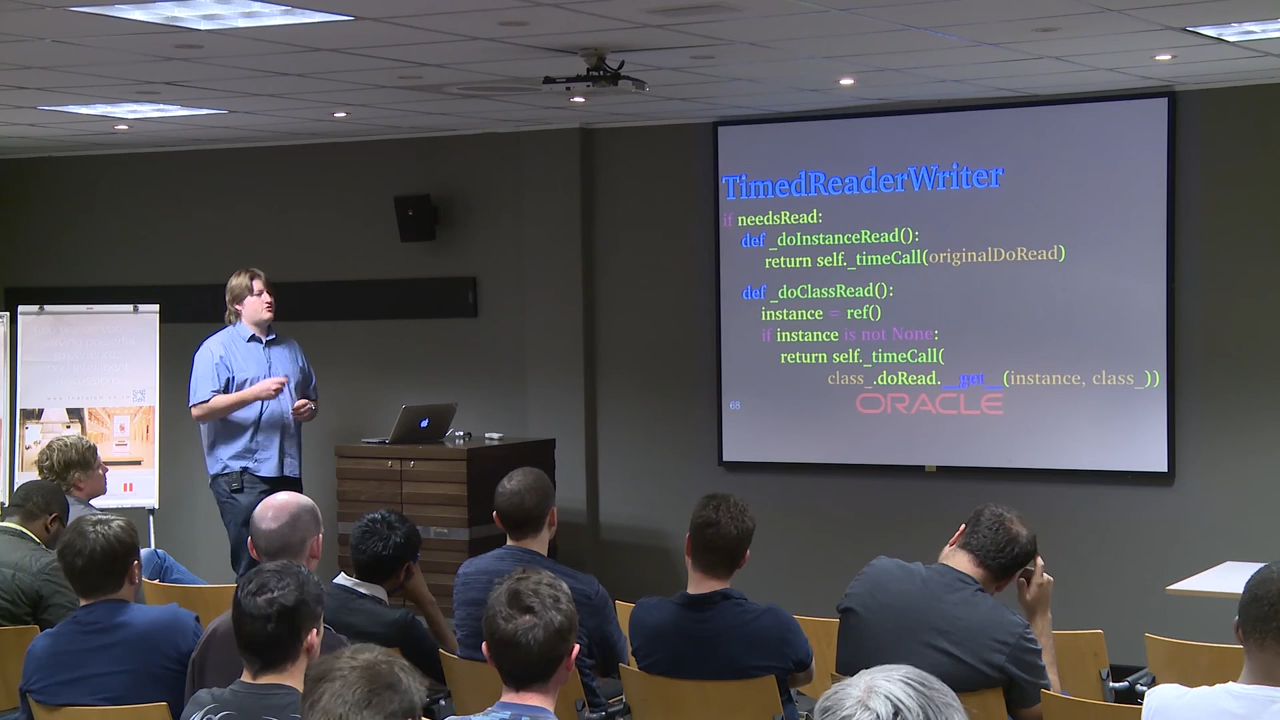 TimedReaderWriter
if needsRead:
def _doInstanceRead():
return self._timeCall(originalDoRead)
def _doClassRead():
instance = ref()
if instance is not None:
return self._timeCall(
class_.doRead.__get__(instance, class_))
68
ORACLE